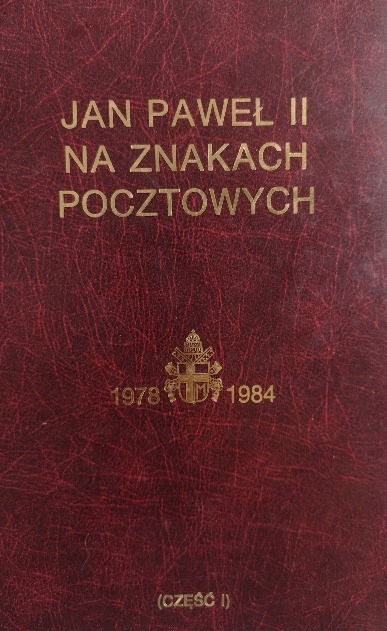 JAN PAWEŁ II
NA ZNAKACH
POCZTOWYCH
1978 1984
(CZĘŚĆ I)